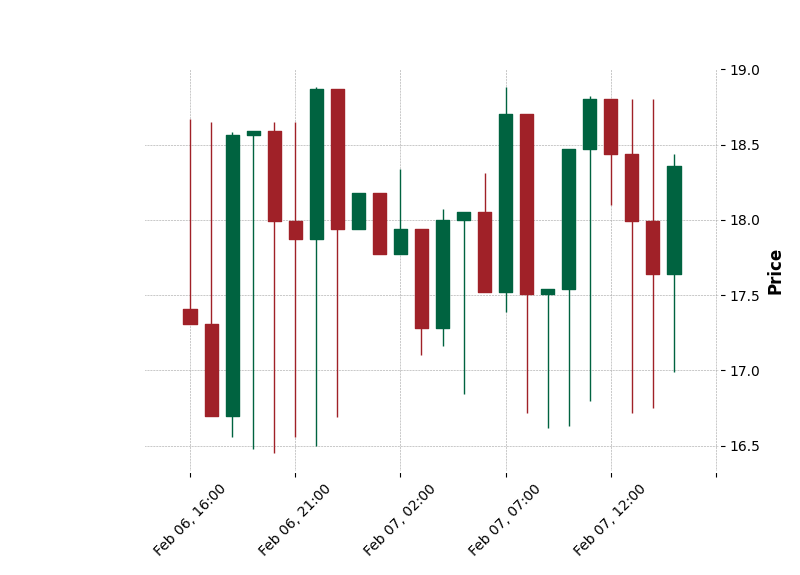 19.0
18.5
18.0
17.5
17.0
16.5
Price
Feb 06, 16:00
Feb 06, 21:00
Feb 07, 02:00
Feb 07, 07:00
Feb 07, 12:00